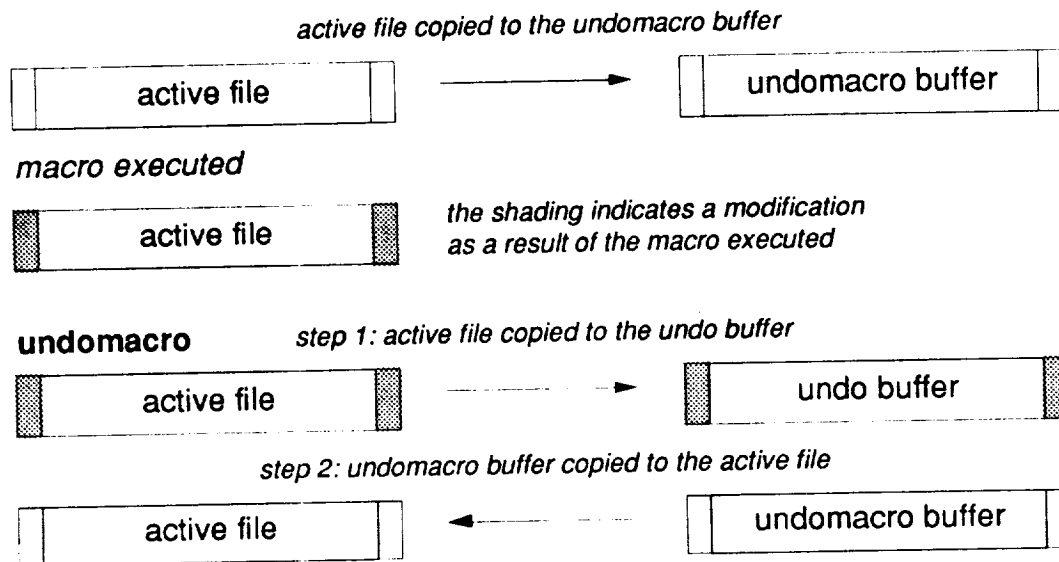 active file copied to the undomacro buffer
active file
undomacro buffer
macro executed
active file
the shading indicates a modification
as a result of the macro executed
undomacro
step 1: active file copied to the undo buffer
active file
undo buffer
step 2: undomacro buffer copied to the active file
active file
undomacro buffer